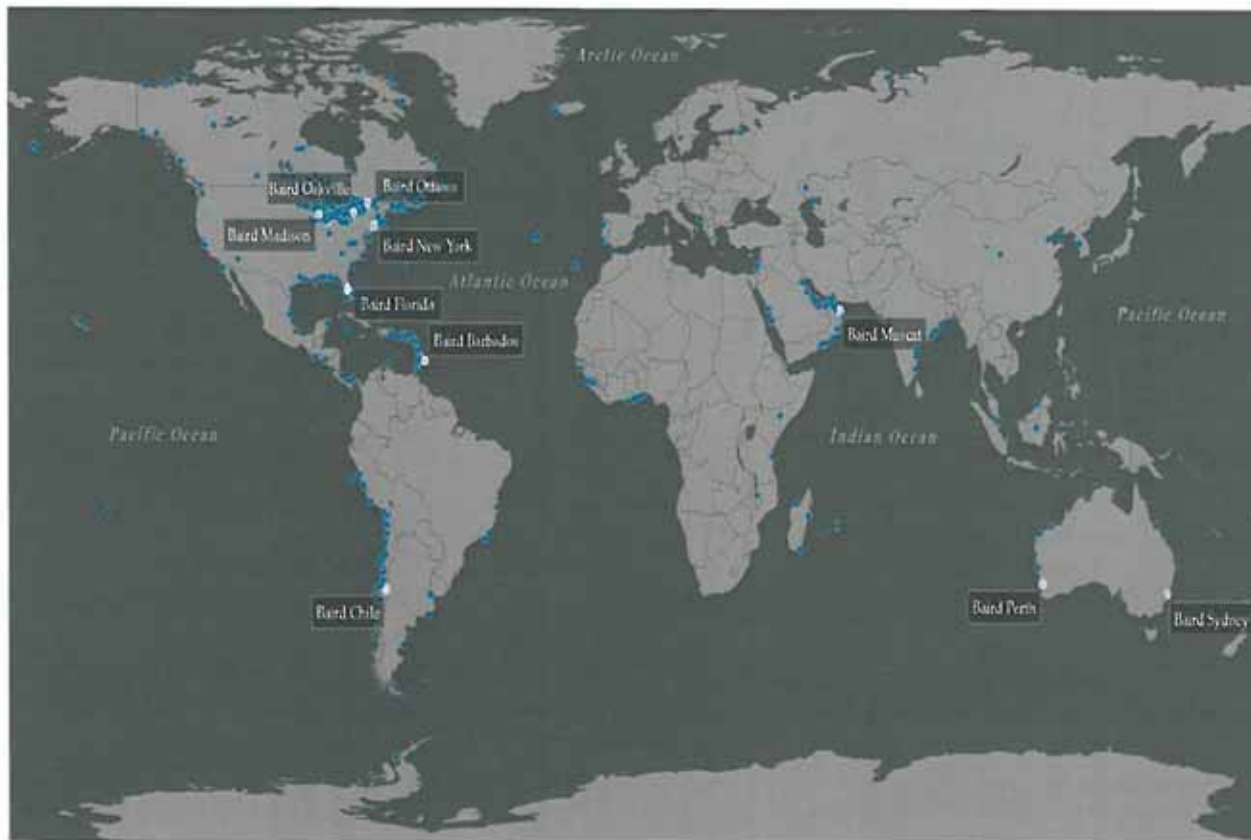 Arctic Ocean
Baird Oakville
Baird Ottawa
Baird Madison
Baird New York
Atlantic Ocean
Baird Florida
Baird Barbados
Baird Muscat
Pacific Ocean
Pacific Ocean
Indian Ocean
Baird Chile
Baird Perth
Baird Sydney